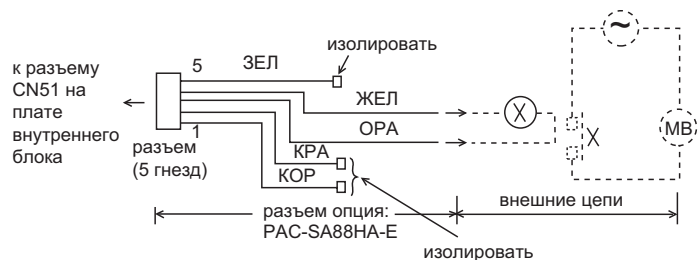 изолировать
~
5
ЗЕЛ
к разъему
CN51 на
плате
внутреннего
блока
ЖЕЛ
X
ОРА
X
МВ
1
разъем
(5 гнезд)
КРА
КОР
внешние цепи
разъем опция:
PAC-SA88HA-E
изолировать